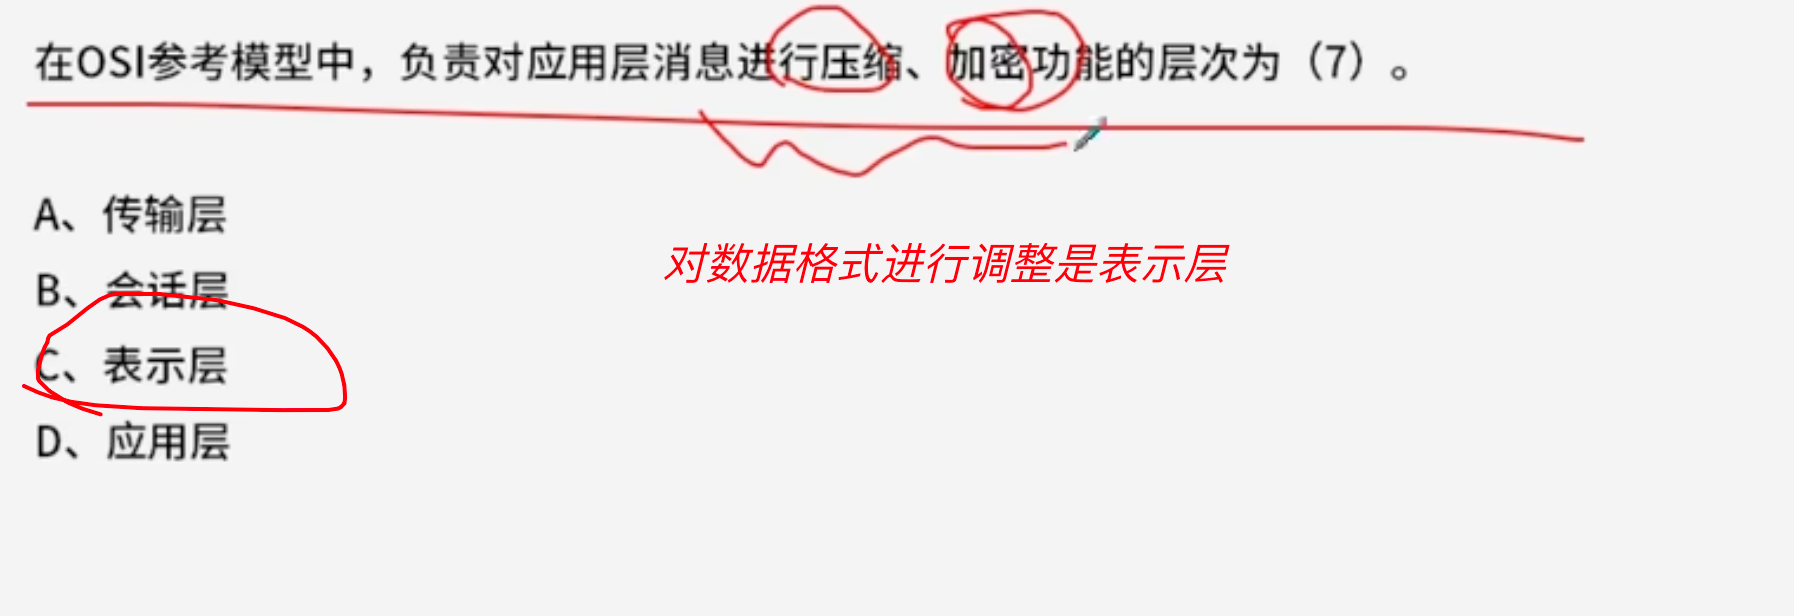 在OSI参考模型中，负责对应用层消息进行压缩、加密功能的层次为（7）。
A、传输层
对数据格式进行调整是表示层
B、会话层
C、表示层
D、应用层